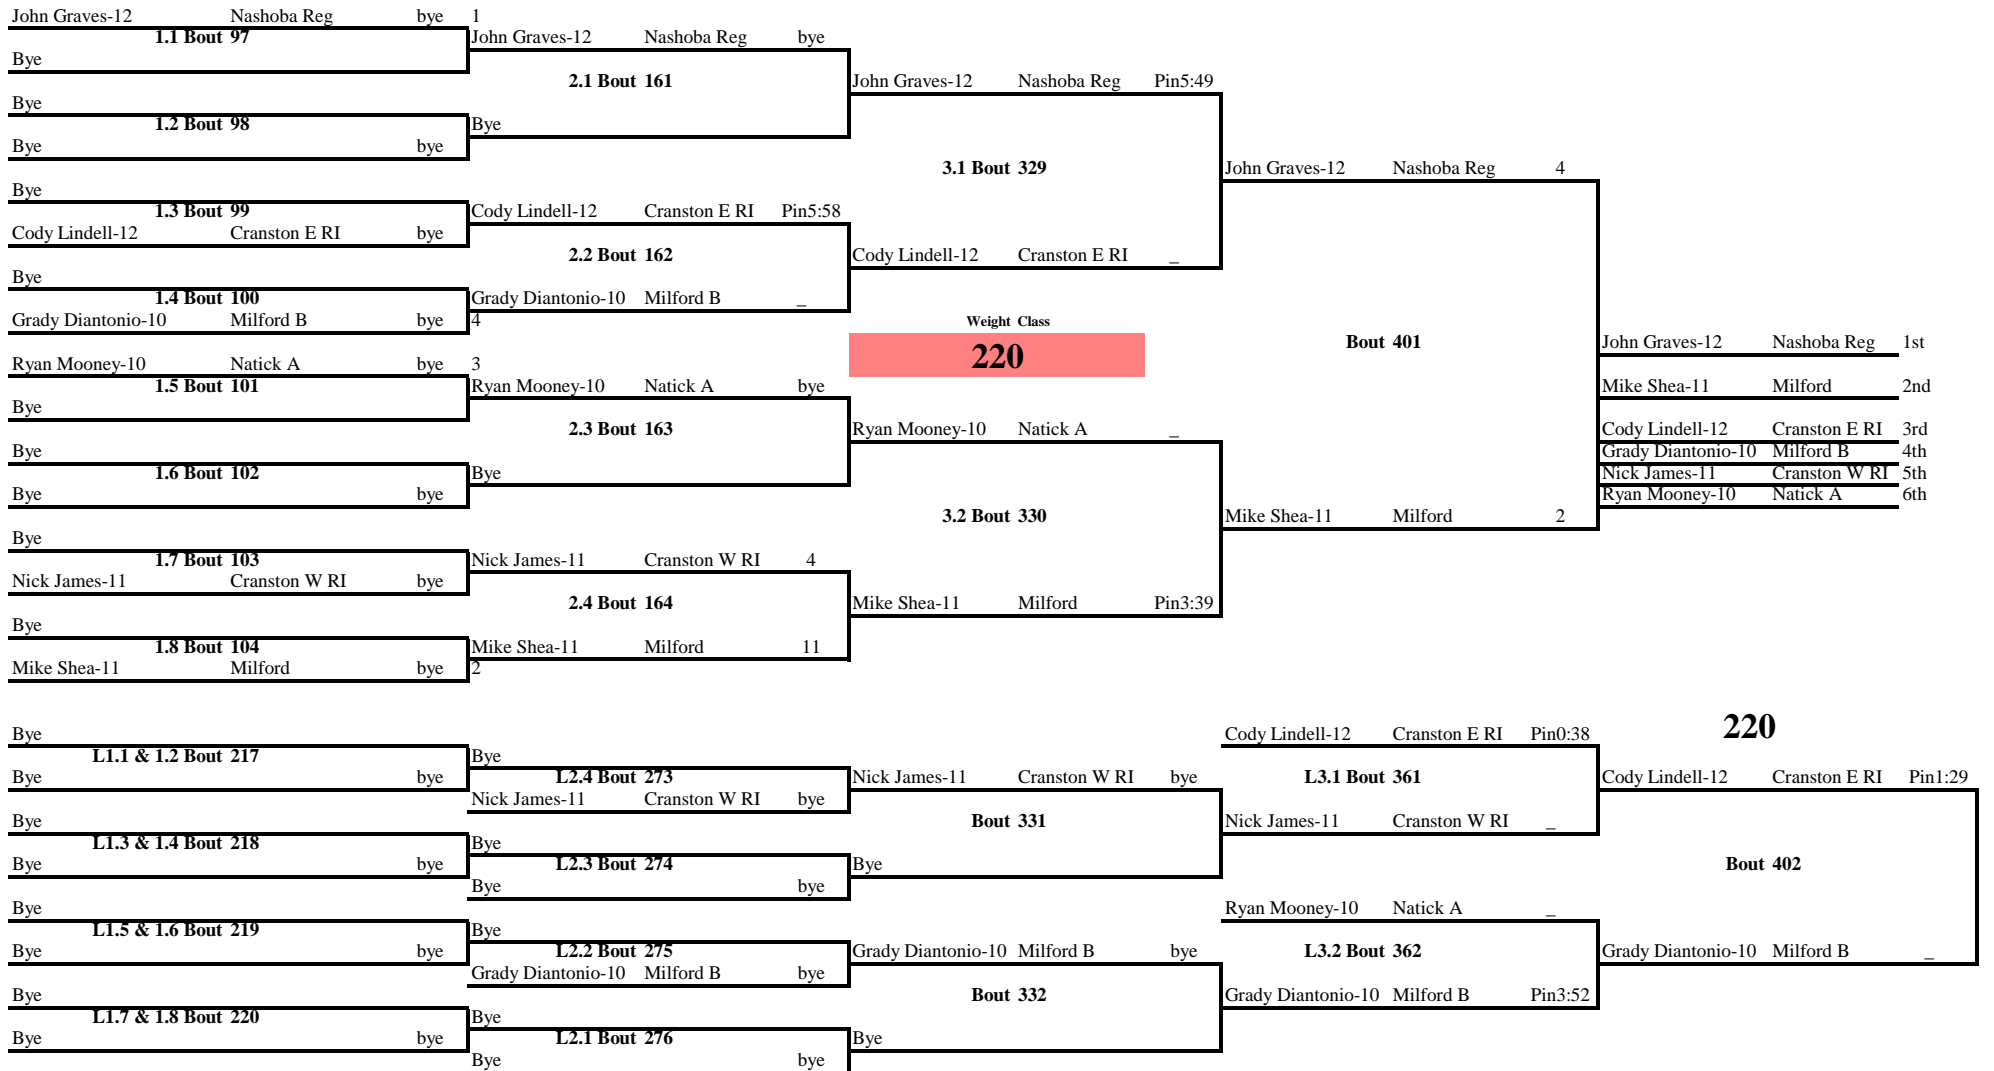 John Graves-12 Nashoba Reg bye 1
1.1 Bout 97 John Graves-12 Nashoba Reg bye
Bye
2.1 Bout 161 John Graves-12 Nashoba Reg Pin5:49
Bye
1.2 Bout 98 Bye
Bye bye
3.1 Bout 329 John Graves-12 Nashoba Reg 4
Bye
1.3 Bout 99 Cody Lindell-12 Cranston E RI Pin5:58
Cody Lindell-12 Cranston E RI bye
2.2 Bout 162 Cody Lindell-12 Cranston E RI _
Bye
1.4 Bout 100 Grady Diantonio-10 Milford B _
Grady Diantonio-10 Milford B bye 4 Weight Class
Bout 401 John Graves-12 Nashoba Reg 1st
220
Ryan Mooney-10 Natick A bye 3
1.5 Bout 101 Ryan Mooney-10 Natick A bye Mike Shea-11 Milford 2nd
Bye
2.3 Bout 163 Ryan Mooney-10 Natick A _ Cody Lindell-12 Cranston E RI 3rd
Bye Grady Diantonio-10 Milford B 4th
1.6 Bout 102 Bye Nick James-11 Cranston W RI 5th
Bye bye Ryan Mooney-10 Natick A 6th
3.2 Bout 330 Mike Shea-11 Milford 2
Bye
1.7 Bout 103 Nick James-11 Cranston W RI 4
Nick James-11 Cranston W RI bye
2.4 Bout 164 Mike Shea-11 Milford Pin3:39
Bye
1.8 Bout 104 Mike Shea-11 Milford 11
Mike Shea-11 Milford bye 2
220
Bye Cody Lindell-12 Cranston E RI Pin0:38
L1.1 & 1.2 Bout 217 Bye
Bye bye L2.4 Bout 273 Nick James-11 Cranston W RI bye L3.1 Bout 361 Cody Lindell-12 Cranston E RI Pin1:29
Nick James-11 Cranston W RI bye
Bye Bout 331 Nick James-11 Cranston W RI _
L1.3 & 1.4 Bout 218 Bye
Bye bye L2.3 Bout 274 Bye Bout 402
Bye bye
Bye Ryan Mooney-10 Natick A _
L1.5 & 1.6 Bout 219 Bye
Bye bye L2.2 Bout 275 Grady Diantonio-10 Milford B bye L3.2 Bout 362 Grady Diantonio-10 Milford B _
Grady Diantonio-10 Milford B bye
Bye Bout 332 Grady Diantonio-10 Milford B Pin3:52
L1.7 & 1.8 Bout 220 Bye
Bye bye L2.1 Bout 276 Bye
Bye bye